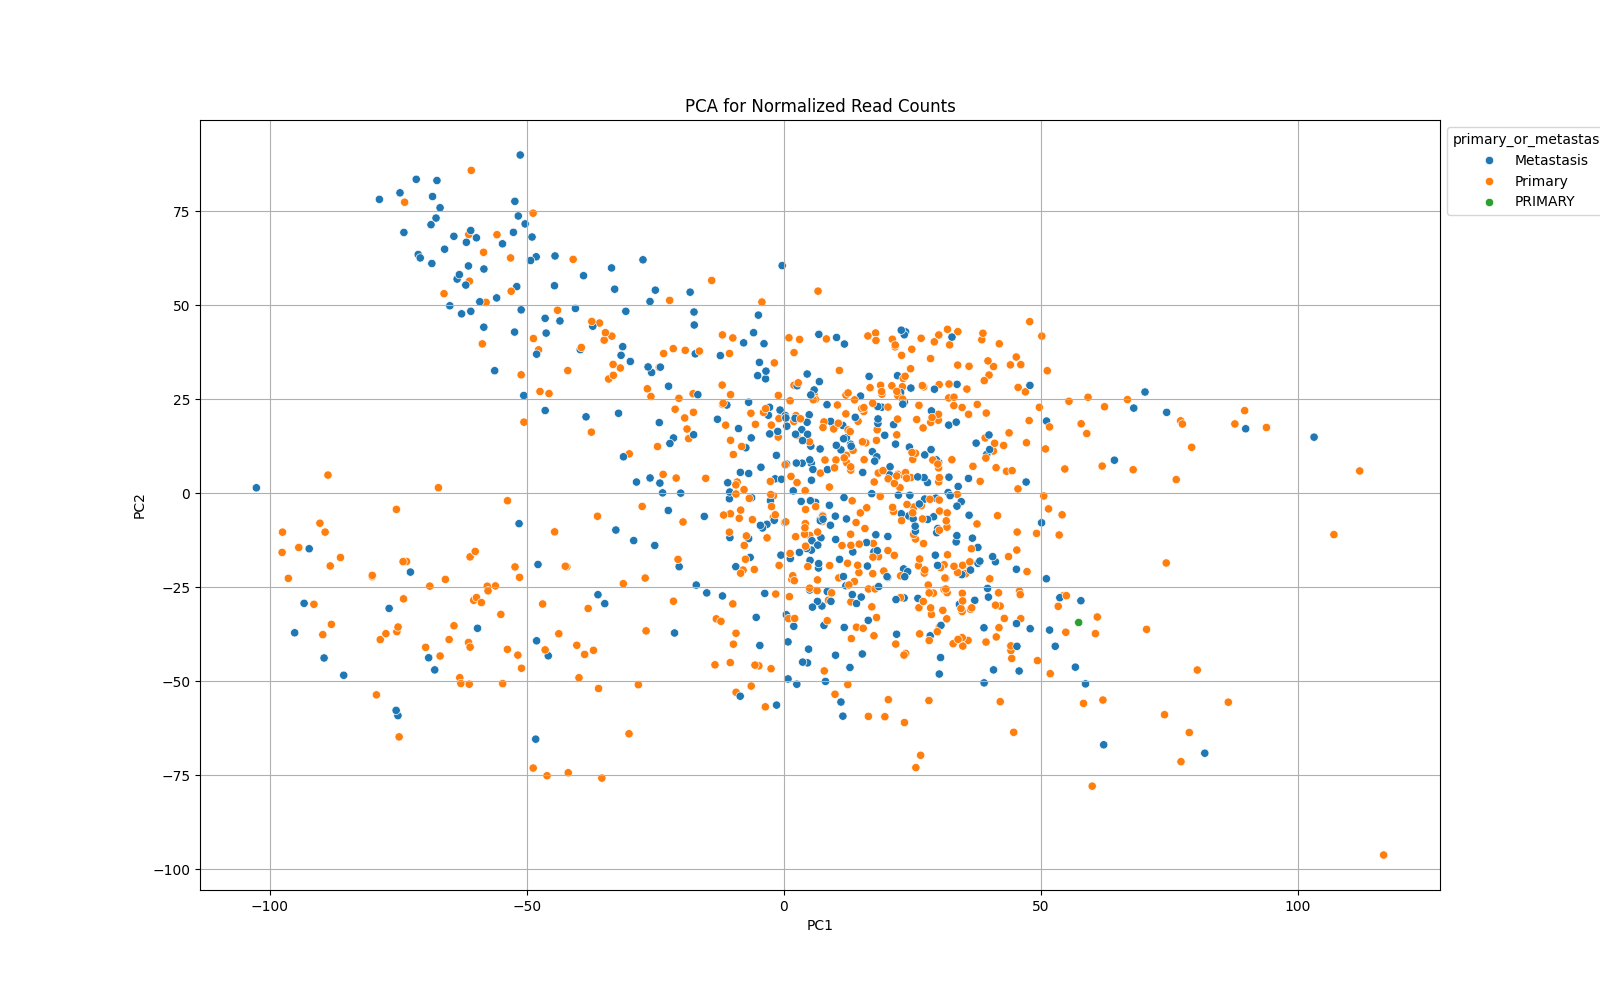 PCA for Normalized Read Counts
primary_or_metastas
Metastasis
Primary
PRIMARY
75
50
25
0
−25
−50
−75
−100
PC2
−100
−50
0
50
100
PC1